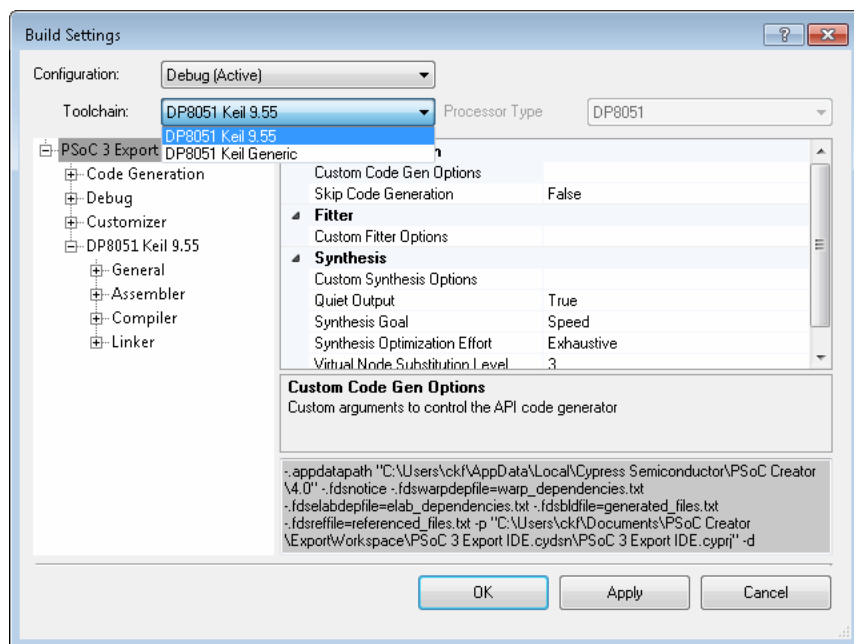 Build Settings
Configuration: Debug (Active)
Toolchain: DP8051 Keil 9.55 Processor Type DP8051
DP8051 Keil 9.55
DP8051 Keil Generic
PSoC 3 Export
Code Generation
Debug
Customizer
DP8051 Keil 9.55
General
Assembler
Compiler
Linker
Custom Code Gen Options
Skip Code Generation False
Fitter
Custom Fitter Options
Synthesis
Custom Synthesis Options
Quiet Output True
Synthesis Goal Speed
Synthesis Optimization Effort Exhaustive
Virtual Node Substitution Level 3
Custom Code Gen Options
Custom arguments to control the API code generator
-.appdatapath "C:\Users\ckf\AppData\Local\Cypress Semiconductor\PSoC Creator
\4.0" -.fdsnotice -.fdswarpdepfile=warp_dependencies.txt
-.fdselabdepfile=elab_dependencies.txt -.fdsbldfile=generated_files.txt
-.fdsreffile=referenced_files.txt -p "C:\Users\ckf\Documents\PSoC Creator
\ExportWorkspace\PSoC 3 Export IDE.cydsn\PSoC 3 Export IDE.cyprj" -d
OK Apply Cancel